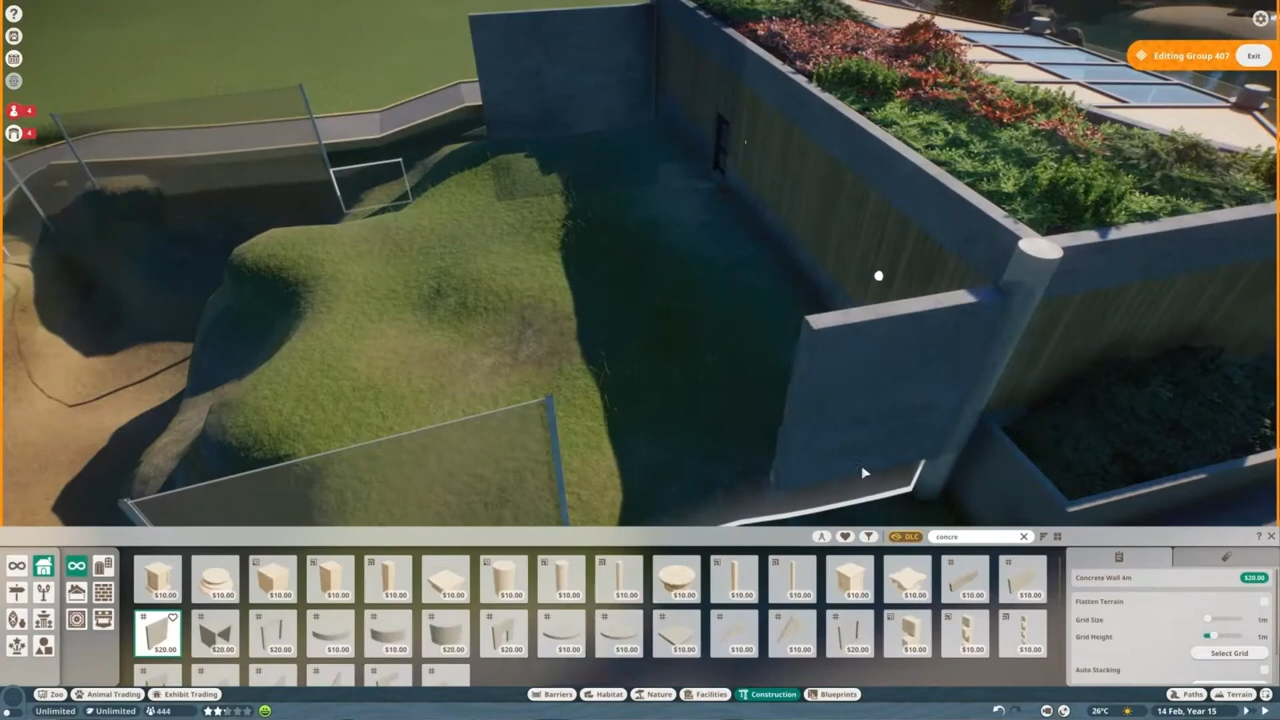 ?
Editing Group 407
Exit
4
4
DLC
concre
?
$10.00 $10.00 $10.00 $10.00 $10.00 $10.00 $10.00 $10.00 $10.00 $10.00 $10.00 $10.00 $10.00 $10.00 $10.00 $10.00
$20.00 $20.00 $10.00 $10.00 $10.00 $20.00 $20.00 $10.00 $10.00 $10.00 $10.00 $10.00 $20.00 $10.00 $10.00 $10.00
Concrete Wall 4m
$20.00
Flatten Terrain
Grid Size 1m
Grid Height 1m
Select Grid
Auto Stacking
Zoo Animal Trading Exhibit Trading Barriers Habitat Nature Facilities Construction Blueprints Paths Terrain
Unlimited Unlimited 444 26°C 14 Feb, Year 15